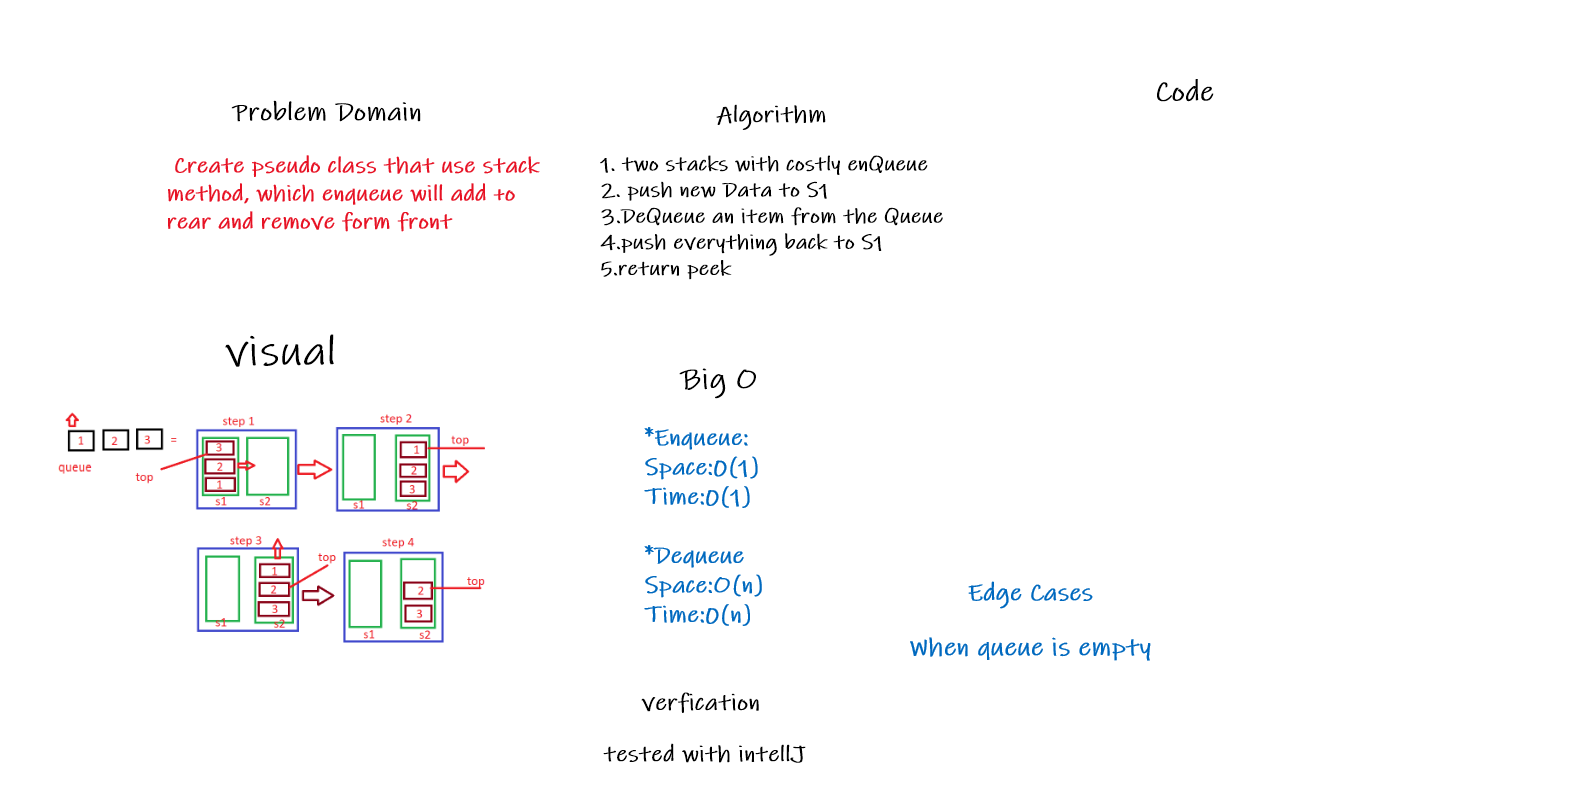 Problem Domain
Create pseudo class that use stack
method, which enqueue will add to
rear and remove form front
Algorithm
1. two stacks with costly enQueue
2. push new Data to S1
3.DeQueue an item from the Queue
4.push everything back to S1
5.return peek
Code
visual
1 2 3 =
queue
step 1
3
2
1
top
s1 s2
step 2
1
2
3
top
s1 s2
step 3
1
2
3
top
s1 s2
step 4
2
3
top
s1 s2
Big O
*Enqueue:
Space:O(1)
Time:O(1)
*Dequeue
Space:O(n)
Time:O(n)
Edge Cases
When queue is empty
verfication
tested with intellJ